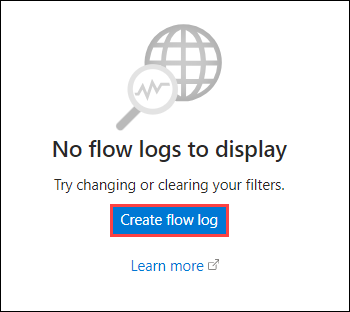 No flow logs to display
Try changing or clearing your filters.
Create flow log
Learn more